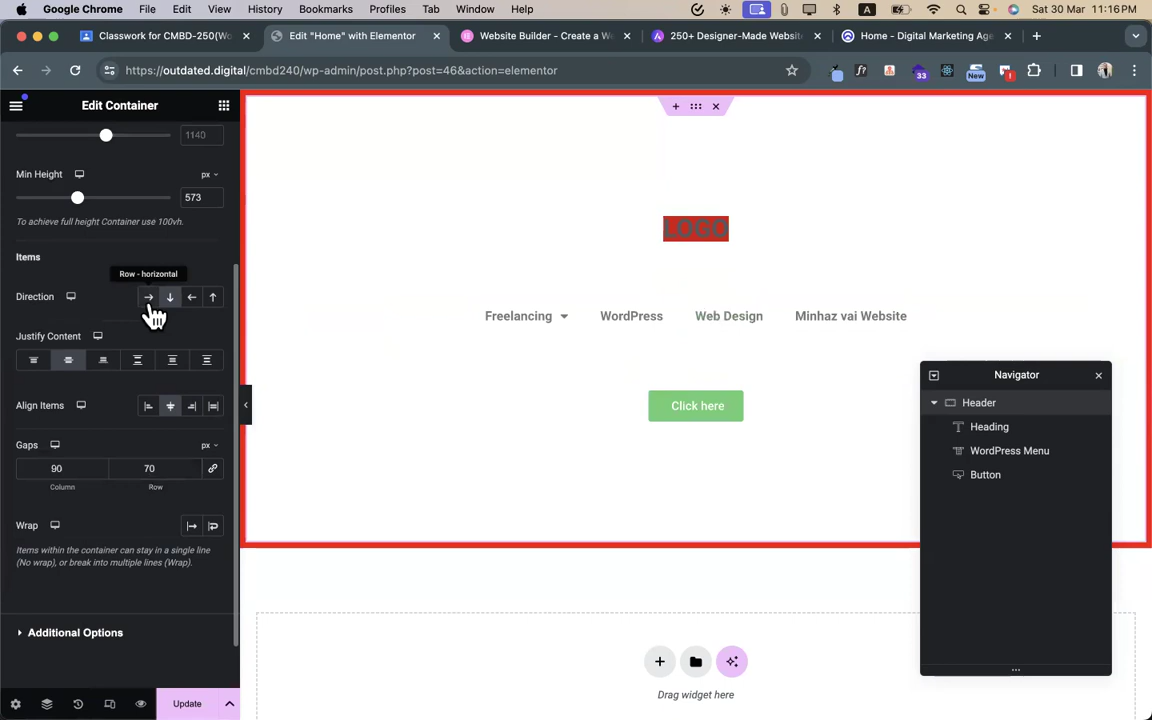 Google Chrome File Edit View History Bookmarks Profiles Tab Window Help A Sat 30 Mar 11:16 PM
Classwork for CMBD-250(Wo Edit "Home" with Elementor Website Builder - Create a We 250+ Designer-Made Website Home - Digital Marketing Age
https://outdated.digital/cmbd240/wp-admin/post.php?post=46&action=elementor 33 New
Edit Container
1140
Min Height px
573
To achieve full height Container use 100vh.
Items
Row - horizontal
Direction
Justify Content
Align Items
Gaps px
90 70
Column Row
Wrap
Items within the container can stay in a single line
(No wrap), or break into multiple lines (Wrap).
Additional Options
Update
LOGO
Freelancing WordPress Web Design Minhaz vai Website
Click here
Drag widget here
Navigator
Header
Heading
WordPress Menu
Button